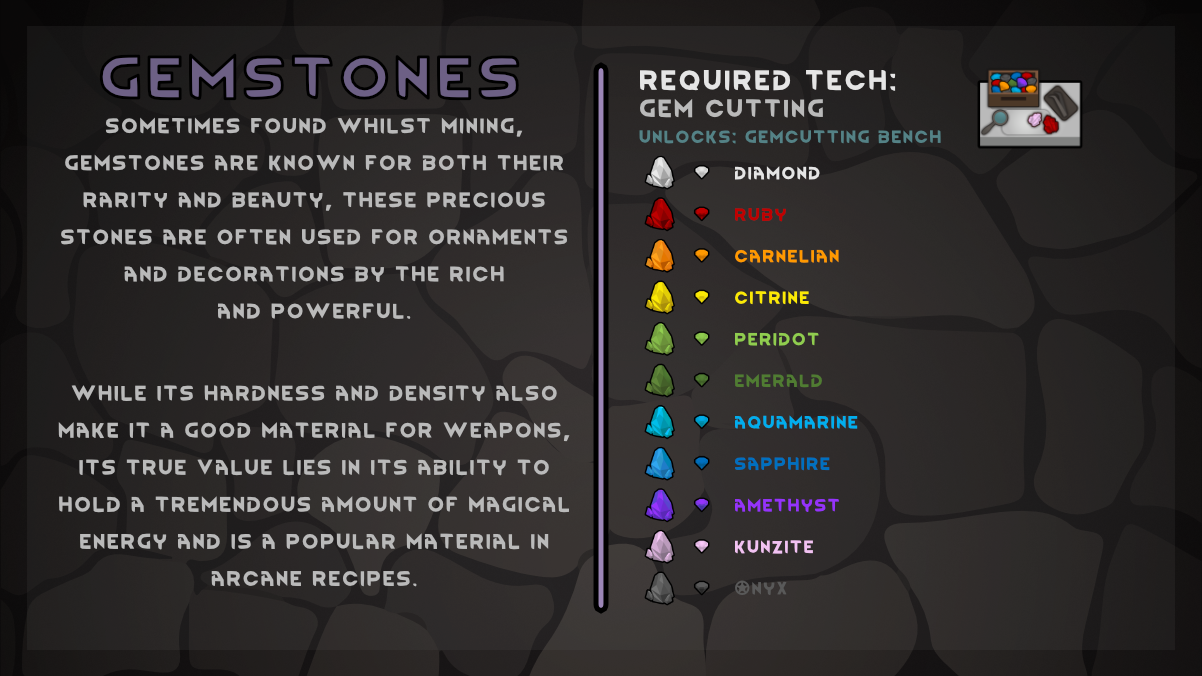 GEMSTONES
SOMETIMES FOUND WHILST MINING,
GEMSTONES ARE KNOWN FOR BOTH THEIR
RARITY AND BEAUTY, THESE PRECIOUS
STONES ARE OFTEN USED FOR ORNAMENTS
AND DECORATIONS BY THE RICH
AND POWERFUL.
WHILE ITS HARDNESS AND DENSITY ALSO
MAKE IT A GOOD MATERIAL FOR WEAPONS,
ITS TRUE VALUE LIES IN ITS ABILITY TO
HOLD A TREMENDOUS AMOUNT OF MAGICAL
ENERGY AND IS A POPULAR MATERIAL IN
ARCANE RECIPES.
REQUIRED TECH:
GEM CUTTING
UNLOCKS: GEMCUTTING BENCH
DIAMOND
RUBY
CARNELIAN
CITRINE
PERIDOT
EMERALD
AQUAMARINE
SAPPHIRE
AMETHYST
KUNZITE
ONYX